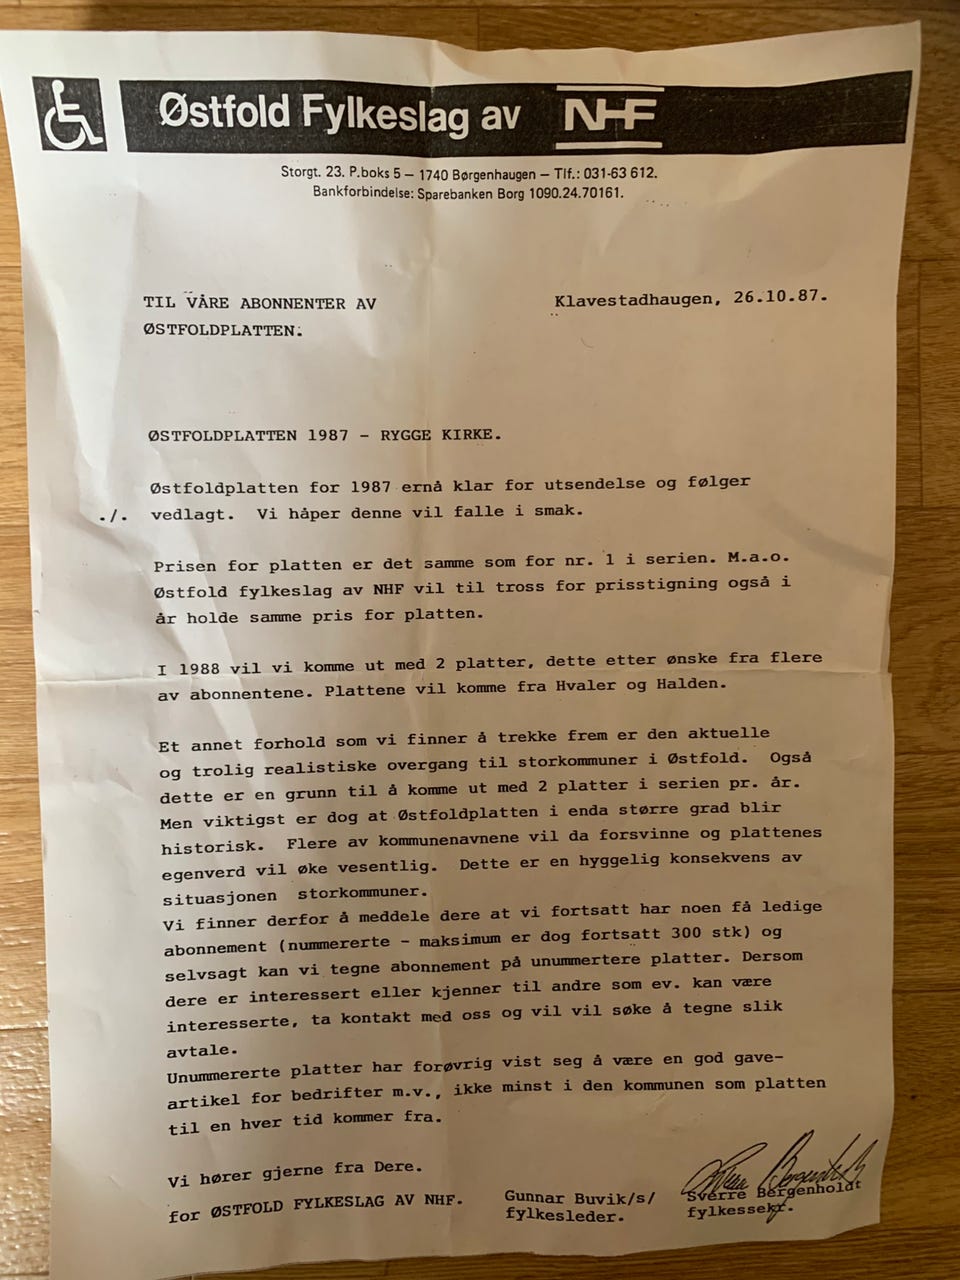 Østfold Fylkeslag av NHF
Storgt. 23. P.boks 5 – 1740 Børgenhaugen – Tlf.: 031-63 612.
Bankforbindelse: Sparebanken Borg 1090.24.70161.
TIL VÅRE ABONNENTER AV
ØSTFOLDPLATTEN.
Klavestadhaugen, 26.10.87.
ØSTFOLDPLATTEN 1987 – RYGGE KIRKE.
Østfoldplatten for 1987 ernå klar for utsendelse og følger
./. vedlagt. Vi håper denne vil falle i smak.
Prisen for platten er det samme som for nr. 1 i serien. M.a.o.
Østfold fylkeslag av NHF vil til tross for prisstigning også i
år holde samme pris for platten.
I 1988 vil vi komme ut med 2 platter, dette etter ønske fra flere
av abonnentene. Plattene vil komme fra Hvaler og Halden.
Et annet forhold som vi finner å trekke frem er den aktuelle
og trolig realistiske overgang til storkommuner i Østfold. Også
dette er en grunn til å komme ut med 2 platter i serien pr. år.
Men viktigst er dog at Østfoldplatten i enda større grad blir
historisk. Flere av kommunenavnene vil da forsvinne og plattenes
egenverd vil øke vesentlig. Dette er en hyggelig konsekvens av
situasjonen storkommuner.
Vi finner derfor å meddele dere at vi fortsatt har noen få ledige
abonnement (nummererte – maksimum er dog fortsatt 300 stk) og
selvsagt kan vi tegne abonnement på unummertere platter. Dersom
dere er interessert eller kjenner til andre som ev. kan være
interesserte, ta kontakt med oss og vil vil søke å tegne slik
avtale.
Unummererte platter har forøvrig vist seg å være en god gave-
artikel for bedrifter m.v., ikke minst i den kommunen som platten
til en hver tid kommer fra.
Vi hører gjerne fra Dere.
for ØSTFOLD FYLKESLAG AV NHF.
Gunnar Buvik/s/
fylkesleder.
Sverre Bergenholdt
fylkessekr.